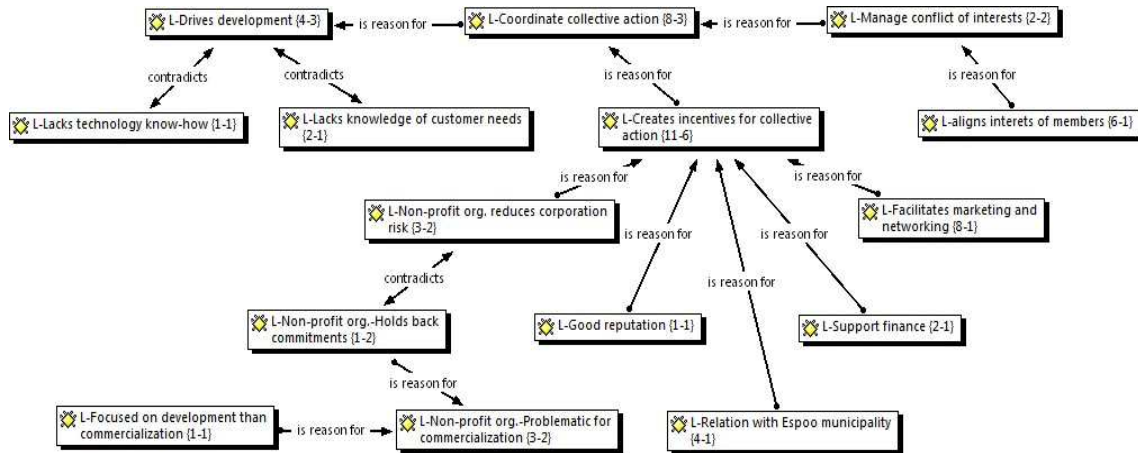 L-Drives development {4-3}
is reason for
L-Coordinate collective action {8-3}
is reason for
L-Manage conflict of interests {2-2}
contradicts
contradicts
is reason for
is reason for
L-Lacks technology know-how {1-1}
L-Lacks knowledge of customer needs
{2-1}
L-Creates incentives for collective
action {11-6}
L-aligns interets of members {6-1}
is reason for
is reason for
L-Non-profit org. reduces corporation
risk {3-2}
L-Facilitates marketing and
networking {8-1}
is reason for
is reason for
contradicts
is reason for
L-Non-profit org.-Holds back
commitments {1-2}
L-Good reputation {1-1}
L-Support finance {2-1}
is reason for
L-Focused on development than
commercialization {1-1}
is reason for
L-Non-profit org.-Problematic for
commercialization {3-2}
L-Relation with Espoo municipality
{4-1}